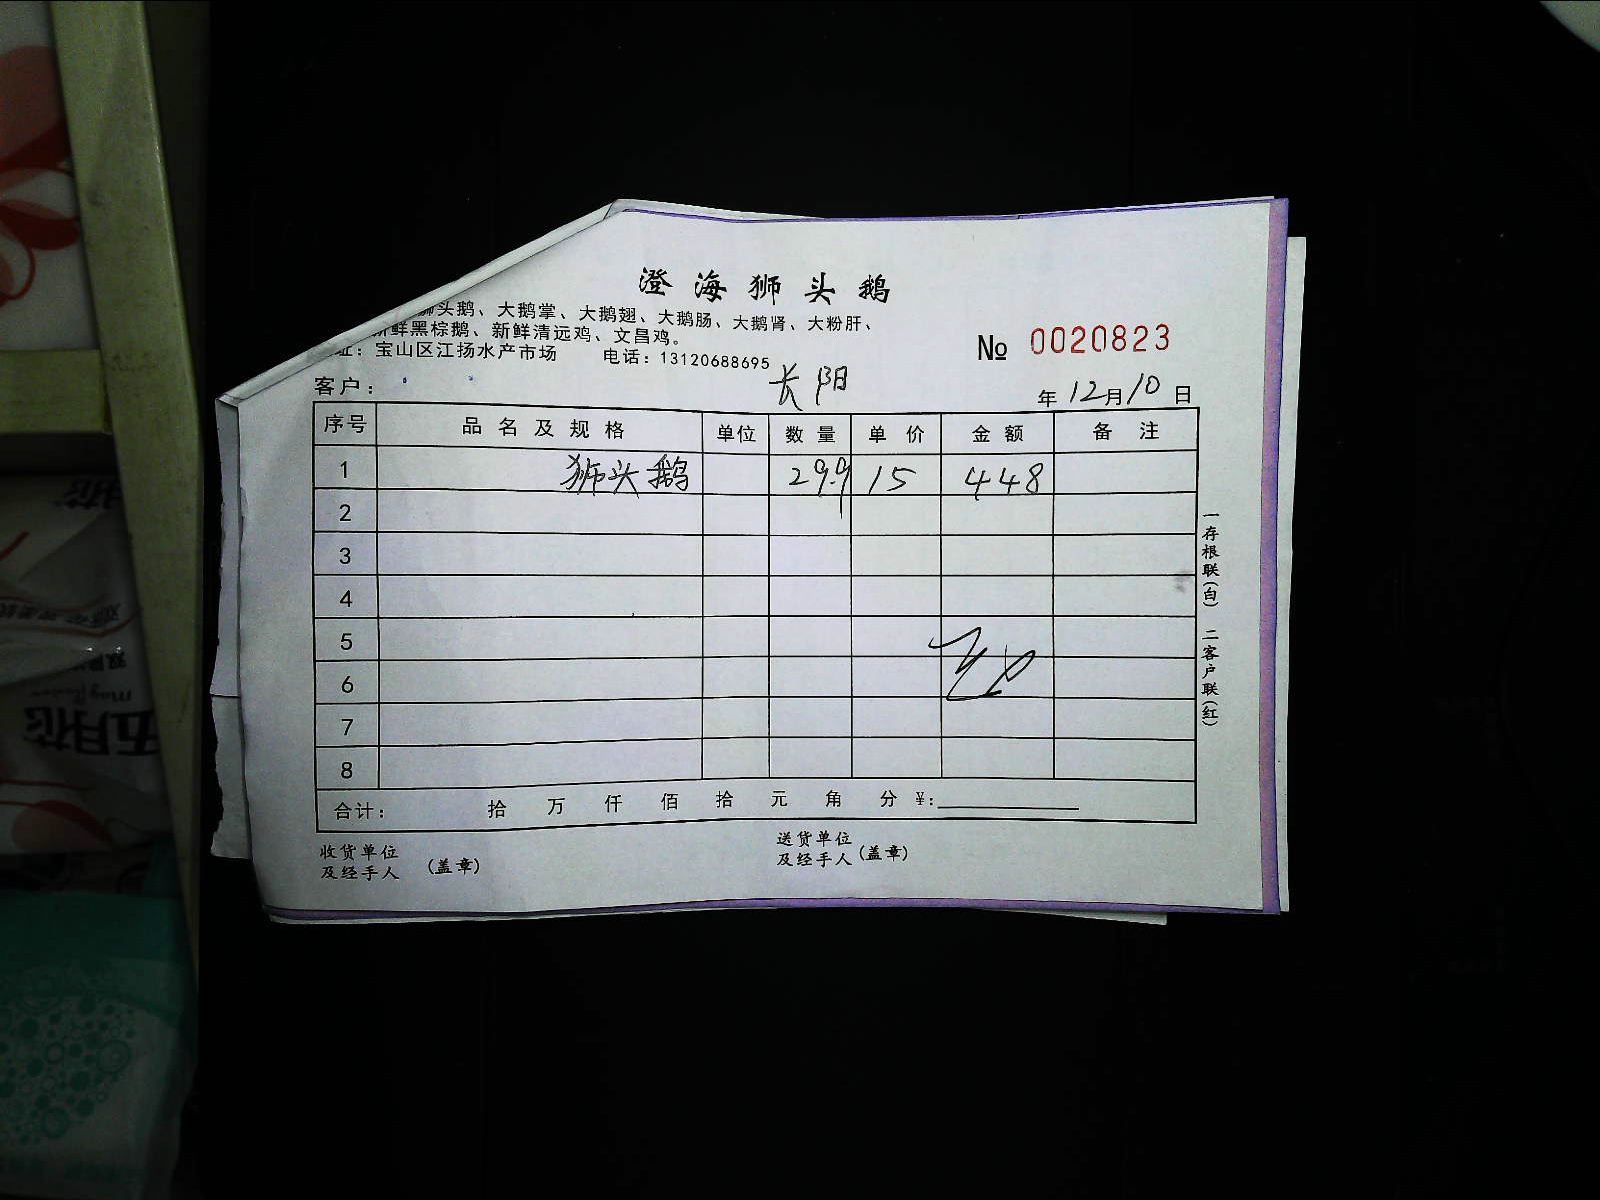 澄海狮头鹅
狮头鹅、大鹅掌、大鹅翅、大鹅肠、大鹅肾、大粉肝、
新鲜黑棕鹅、新鲜清远鸡、文昌鸡。
址：宝山区江扬水产市场 电话：13120688695
№ 0020823
客户： 长阳 年 12月10日
序号 品名及规格 单位 数量 单价 金额 备注
1 狮头鹅 29.9 15 448
2
3
4
5
6
7
8
合计： 拾 万 仟 佰 拾 元 角 分 ¥:
收货单位
及经手人 (盖章)
送货单位
及经手人 (盖章)
一存根联(白) 二客户联(红)
五月花